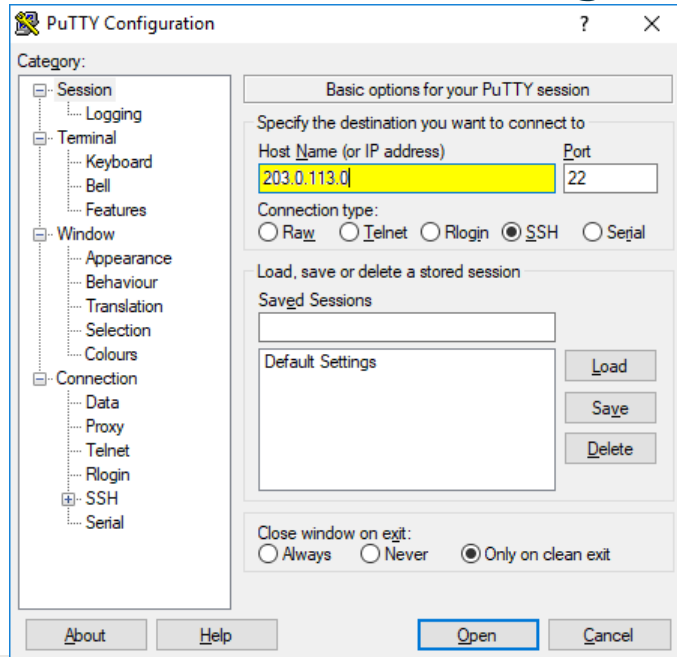 PuTTY Configuration
?
Category:
Session
Logging
Terminal
Keyboard
Bell
Features
Window
Appearance
Behaviour
Translation
Selection
Colours
Connection
Data
Proxy
Telnet
Rlogin
SSH
Serial
Basic options for your PuTTY session
Specify the destination you want to connect to
Host Name (or IP address) Port
203.0.113.0 22
Connection type:
Raw Telnet Rlogin SSH Serial
Load, save or delete a stored session
Saved Sessions
Default Settings
Load
Save
Delete
Close window on exit:
Always Never Only on clean exit
About Help Open Cancel